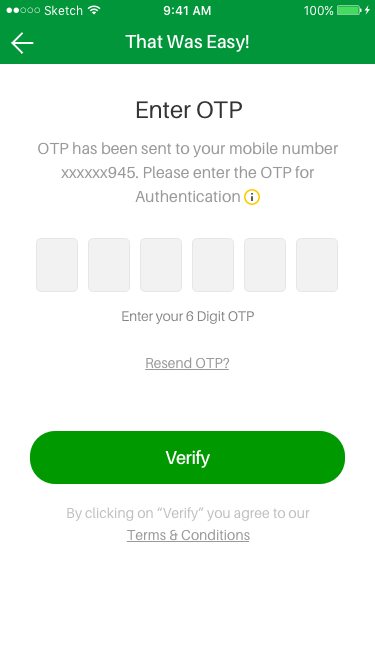 Sketch 9:41 AM 100%
That Was Easy!
Enter OTP
OTP has been sent to your mobile number
xxxxxx945. Please enter the OTP for
Authentication
Enter your 6 Digit OTP
Resend OTP?
Verify
By clicking on “Verify” you agree to our
Terms & Conditions